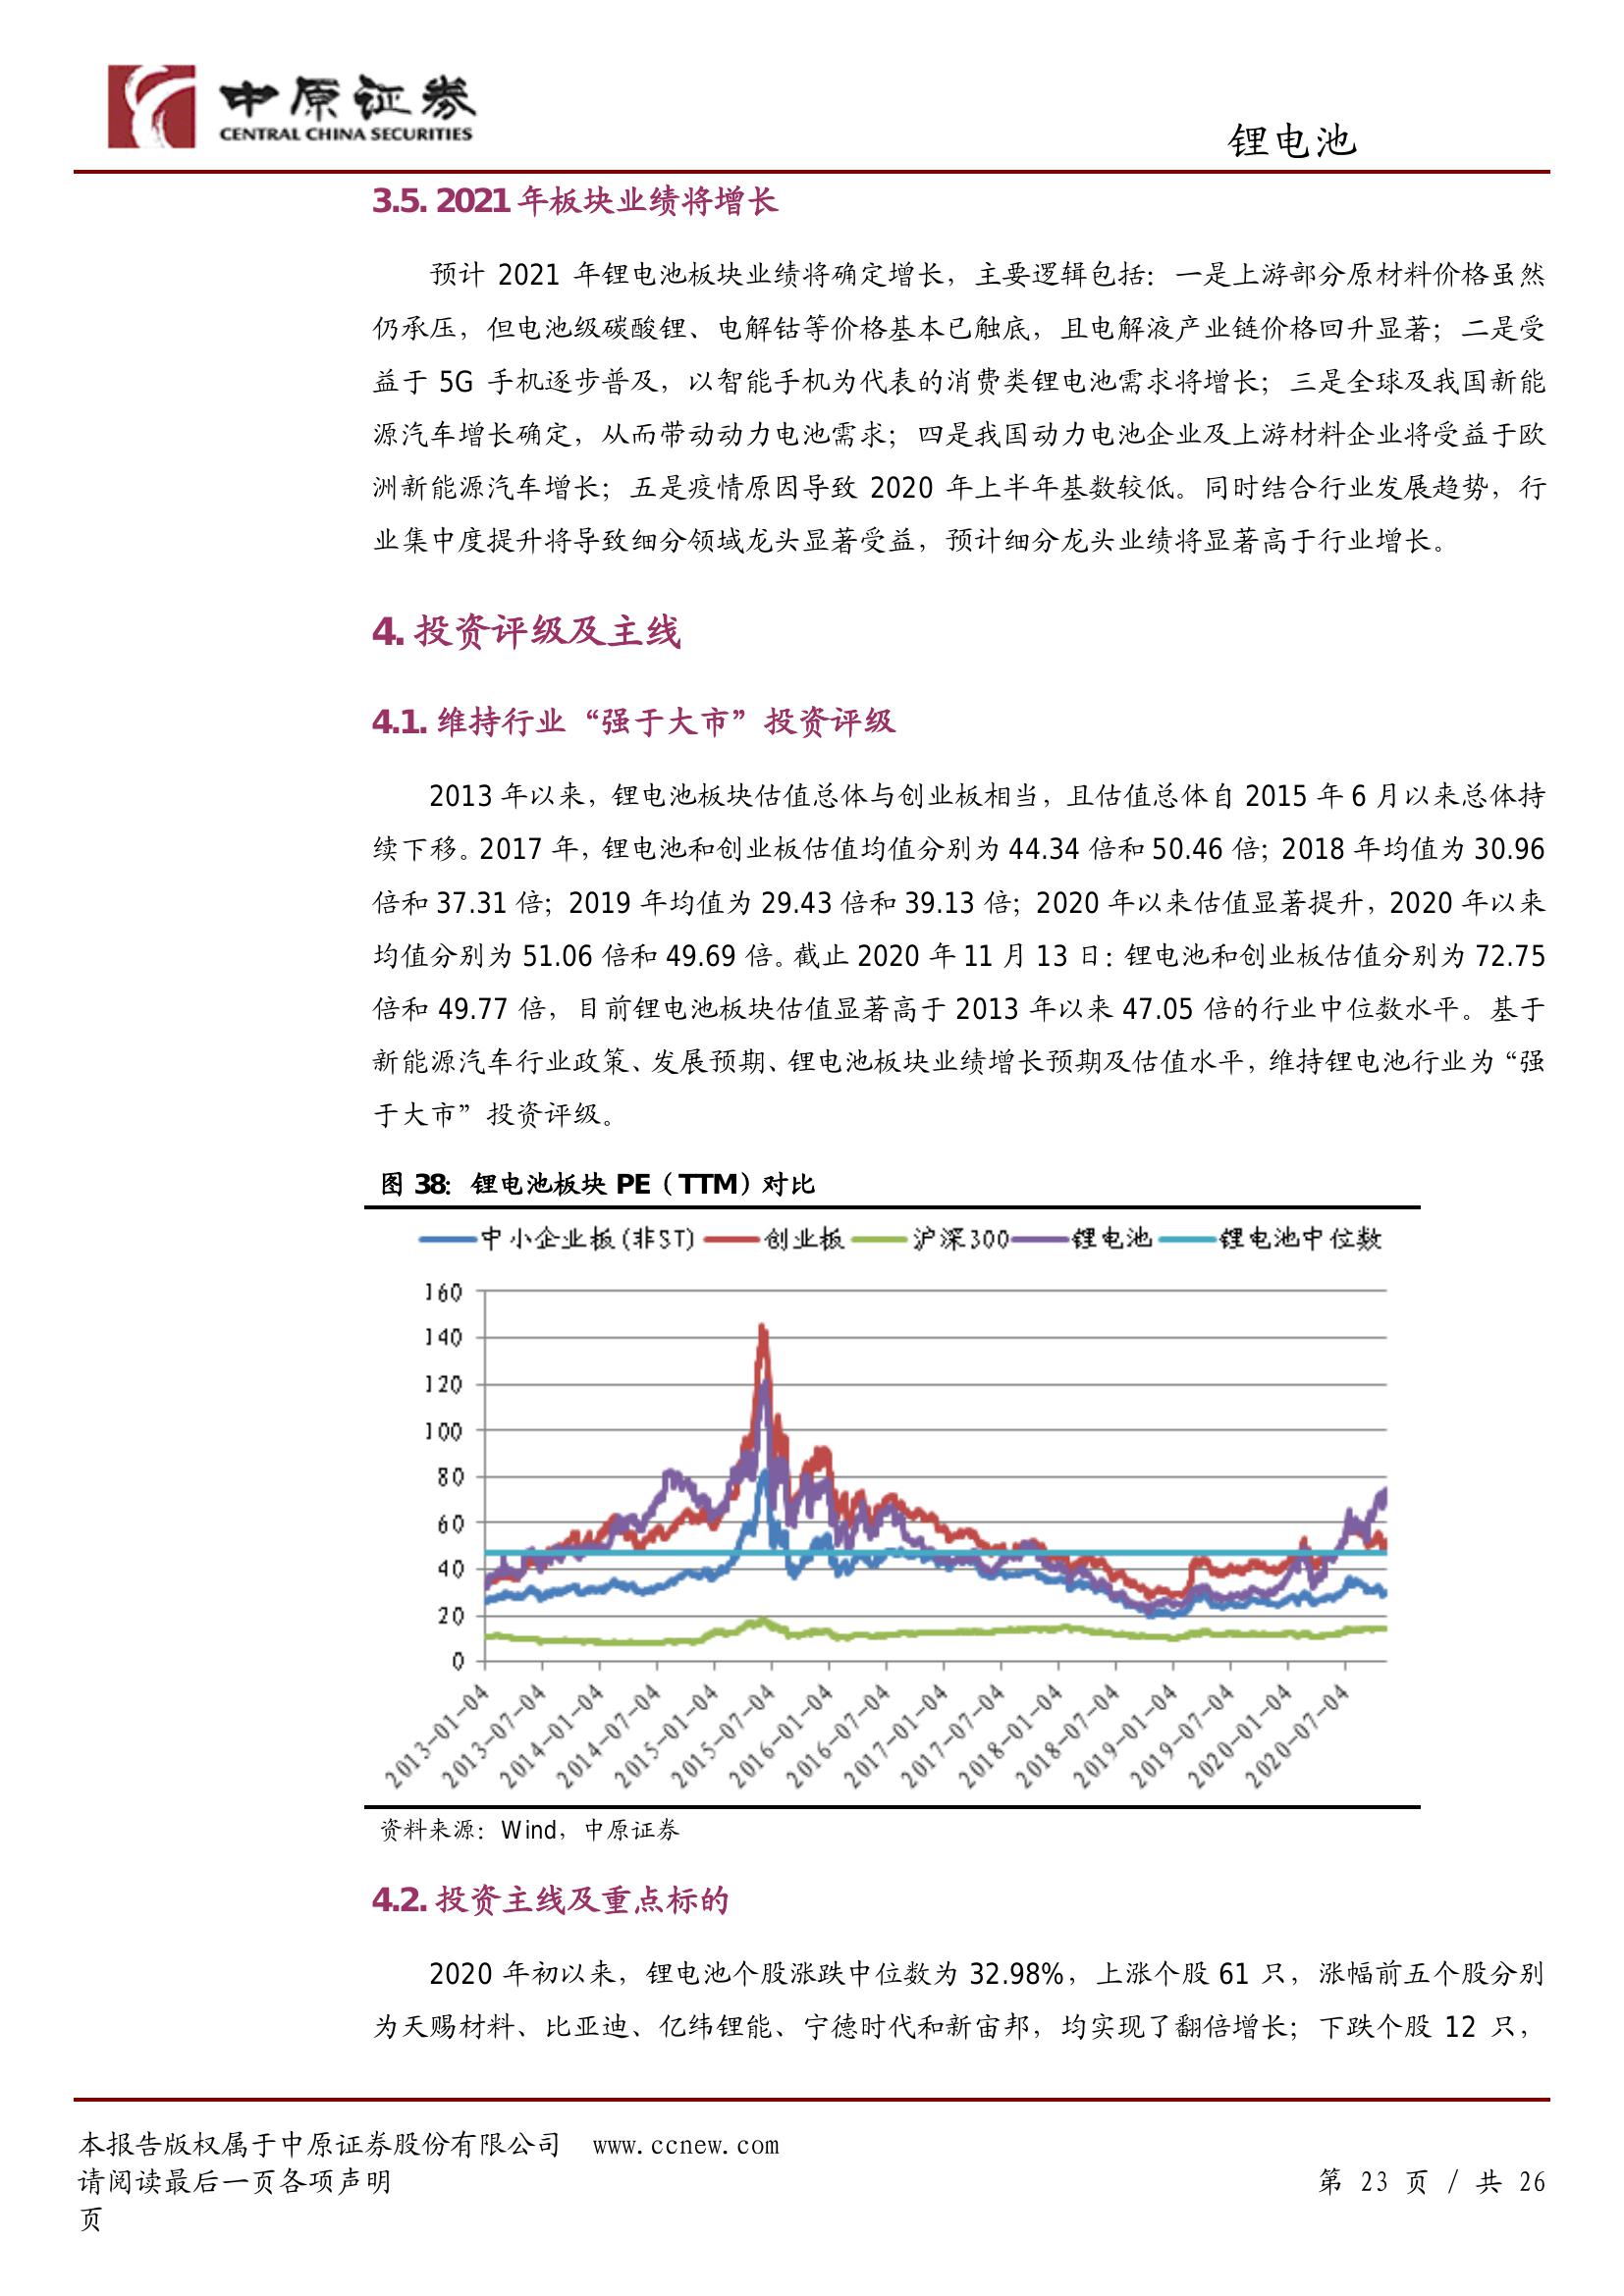 中原证券
CENTRAL CHINA SECURITIES
锂电池
3.5. 2021 年板块业绩将增长
预计 2021 年锂电池板块业绩将确定增长，主要逻辑包括：一是上游部分原材料价格虽然
仍承压，但电池级碳酸锂、电解钴等价格基本已触底，且电解液产业链价格回升显著；二是受
益于 5G 手机逐步普及，以智能手机为代表的消费类锂电池需求将增长；三是全球及我国新能
源汽车增长确定，从而带动动力电池需求；四是我国动力电池企业及上游材料企业将受益于欧
洲新能源汽车增长；五是疫情原因导致 2020 年上半年基数较低。同时结合行业发展趋势，行
业集中度提升将导致细分领域龙头显著受益，预计细分龙头业绩将显著高于行业增长。
4. 投资评级及主线
4.1. 维持行业“强于大市”投资评级
2013 年以来，锂电池板块估值总体与创业板相当，且估值总体自 2015 年 6 月以来总体持
续下移。2017 年，锂电池和创业板估值均值分别为 44.34 倍和 50.46 倍；2018 年均值为 30.96
倍和 37.31 倍；2019 年均值为 29.43 倍和 39.13 倍；2020 年以来估值显著提升，2020 年以来
均值分别为 51.06 倍和 49.69 倍。截止 2020 年 11 月 13 日：锂电池和创业板估值分别为 72.75
倍和 49.77 倍，目前锂电池板块估值显著高于 2013 年以来 47.05 倍的行业中位数水平。基于
新能源汽车行业政策、发展预期、锂电池板块业绩增长预期及估值水平，维持锂电池行业为“强
于大市”投资评级。
图 38：锂电池板块 PE（TTM）对比
中小企业板(非ST) 创业板 沪深300 锂电池 锂电池中位数
160
140
120
100
80
60
40
20
0
2013-01-04 2013-07-04 2014-01-04 2014-07-04 2015-01-04 2015-07-04 2016-01-04 2016-07-04 2017-01-04 2017-07-04 2018-01-04 2018-07-04 2019-01-04 2019-07-04 2020-01-04 2020-07-04
资料来源：Wind，中原证券
4.2. 投资主线及重点标的
2020 年初以来，锂电池个股涨跌中位数为 32.98%，上涨个股 61 只，涨幅前五个股分别
为天赐材料、比亚迪、亿纬锂能、宁德时代和新宙邦，均实现了翻倍增长；下跌个股 12 只，
本报告版权属于中原证券股份有限公司 www.ccnew.com
请阅读最后一页各项声明 第 23 页 / 共 26
页